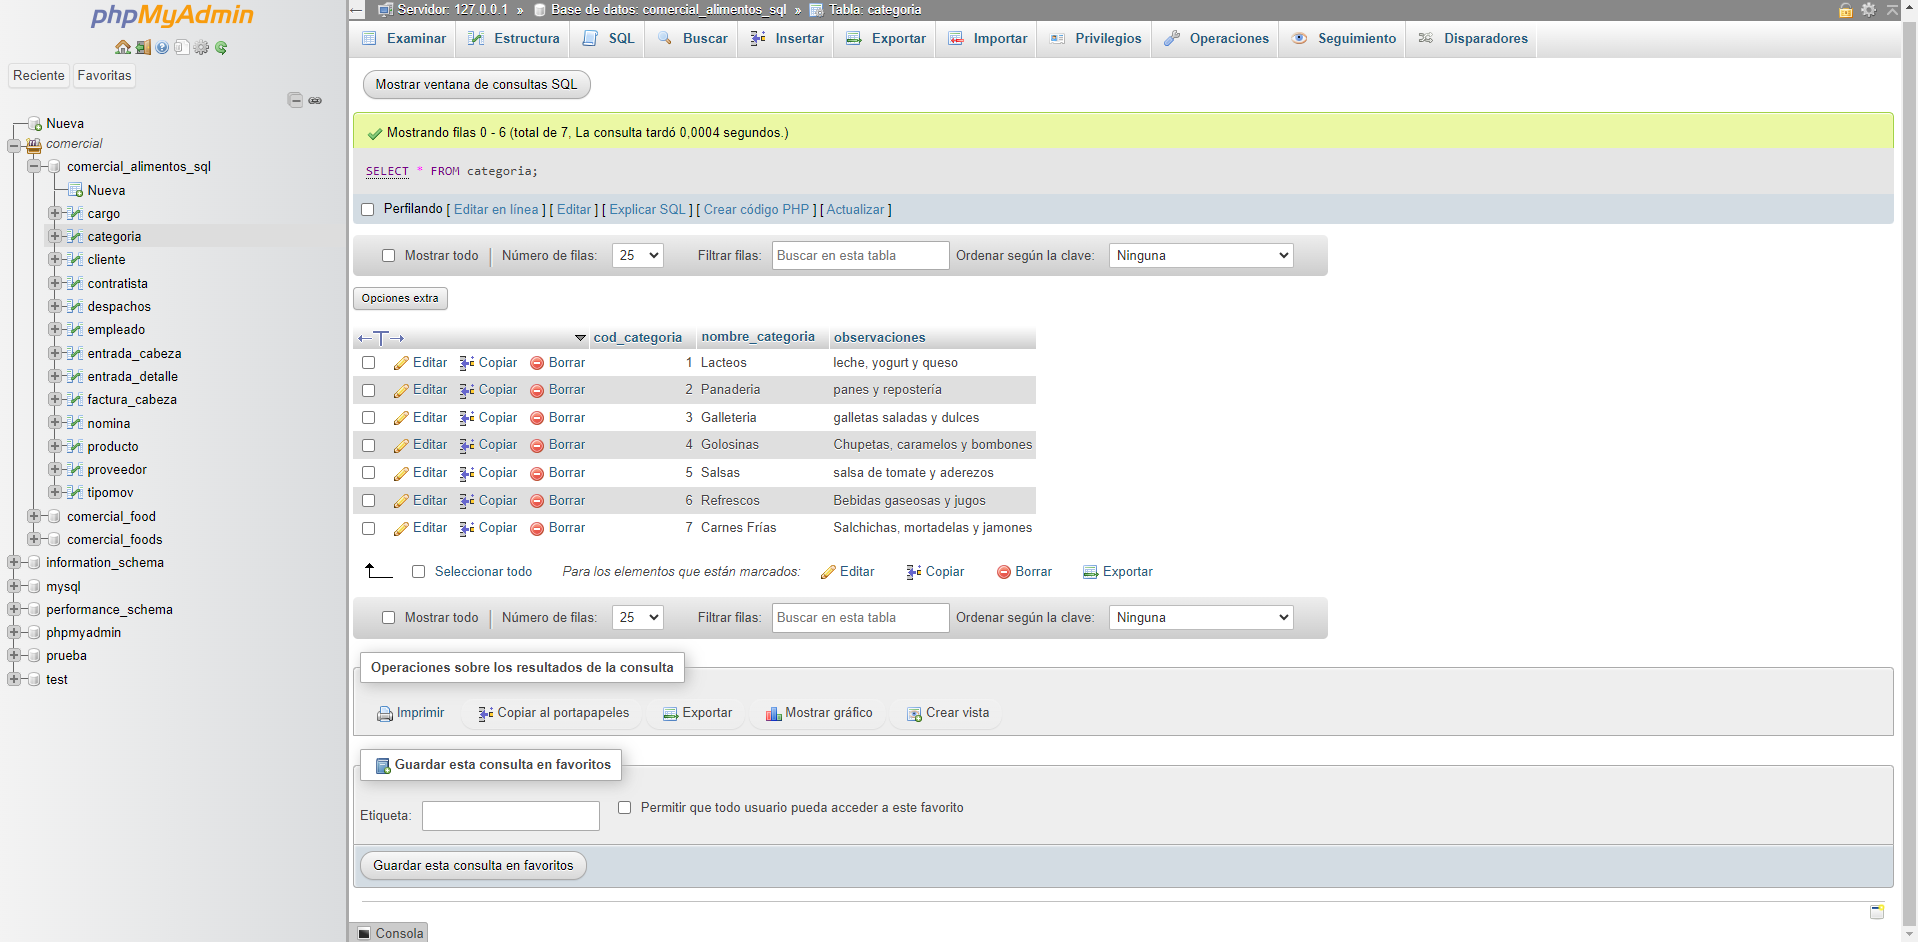 phpMyAdmin
Reciente Favoritas
Nueva
comercial
comercial_alimentos_sql
Nueva
cargo
categoria
cliente
contratista
despachos
empleado
entrada_cabeza
entrada_detalle
factura_cabeza
nomina
producto
proveedor
tipomov
comercial_food
comercial_foods
information_schema
mysql
performance_schema
phpmyadmin
prueba
test
Servidor: 127.0.0.1 » Base de datos: comercial_alimentos_sql » Tabla: categoria
Examinar Estructura SQL Buscar Insertar Exportar Importar Privilegios Operaciones Seguimiento Disparadores
Mostrar ventana de consultas SQL
Mostrando filas 0 - 6 (total de 7, La consulta tardó 0,0004 segundos.)
SELECT * FROM categoria;
Perfilando [ Editar en línea ] [ Editar ] [ Explicar SQL ] [ Crear código PHP ] [ Actualizar ]
Mostrar todo | Número de filas: 25 Filtrar filas: Buscar en esta tabla Ordenar según la clave: Ninguna
Opciones extra
←T→ cod_categoria nombre_categoria observaciones
Editar Copiar Borrar 1 Lacteos leche, yogurt y queso
Editar Copiar Borrar 2 Panaderia panes y repostería
Editar Copiar Borrar 3 Galleteria galletas saladas y dulces
Editar Copiar Borrar 4 Golosinas Chupetas, caramelos y bombones
Editar Copiar Borrar 5 Salsas salsa de tomate y aderezos
Editar Copiar Borrar 6 Refrescos Bebidas gaseosas y jugos
Editar Copiar Borrar 7 Carnes Frías Salchichas, mortadelas y jamones
Seleccionar todo Para los elementos que están marcados: Editar Copiar Borrar Exportar
Mostrar todo | Número de filas: 25 Filtrar filas: Buscar en esta tabla Ordenar según la clave: Ninguna
Operaciones sobre los resultados de la consulta
Imprimir Copiar al portapapeles Exportar Mostrar gráfico Crear vista
Guardar esta consulta en favoritos
Etiqueta: Permitir que todo usuario pueda acceder a este favorito
Guardar esta consulta en favoritos
Consola